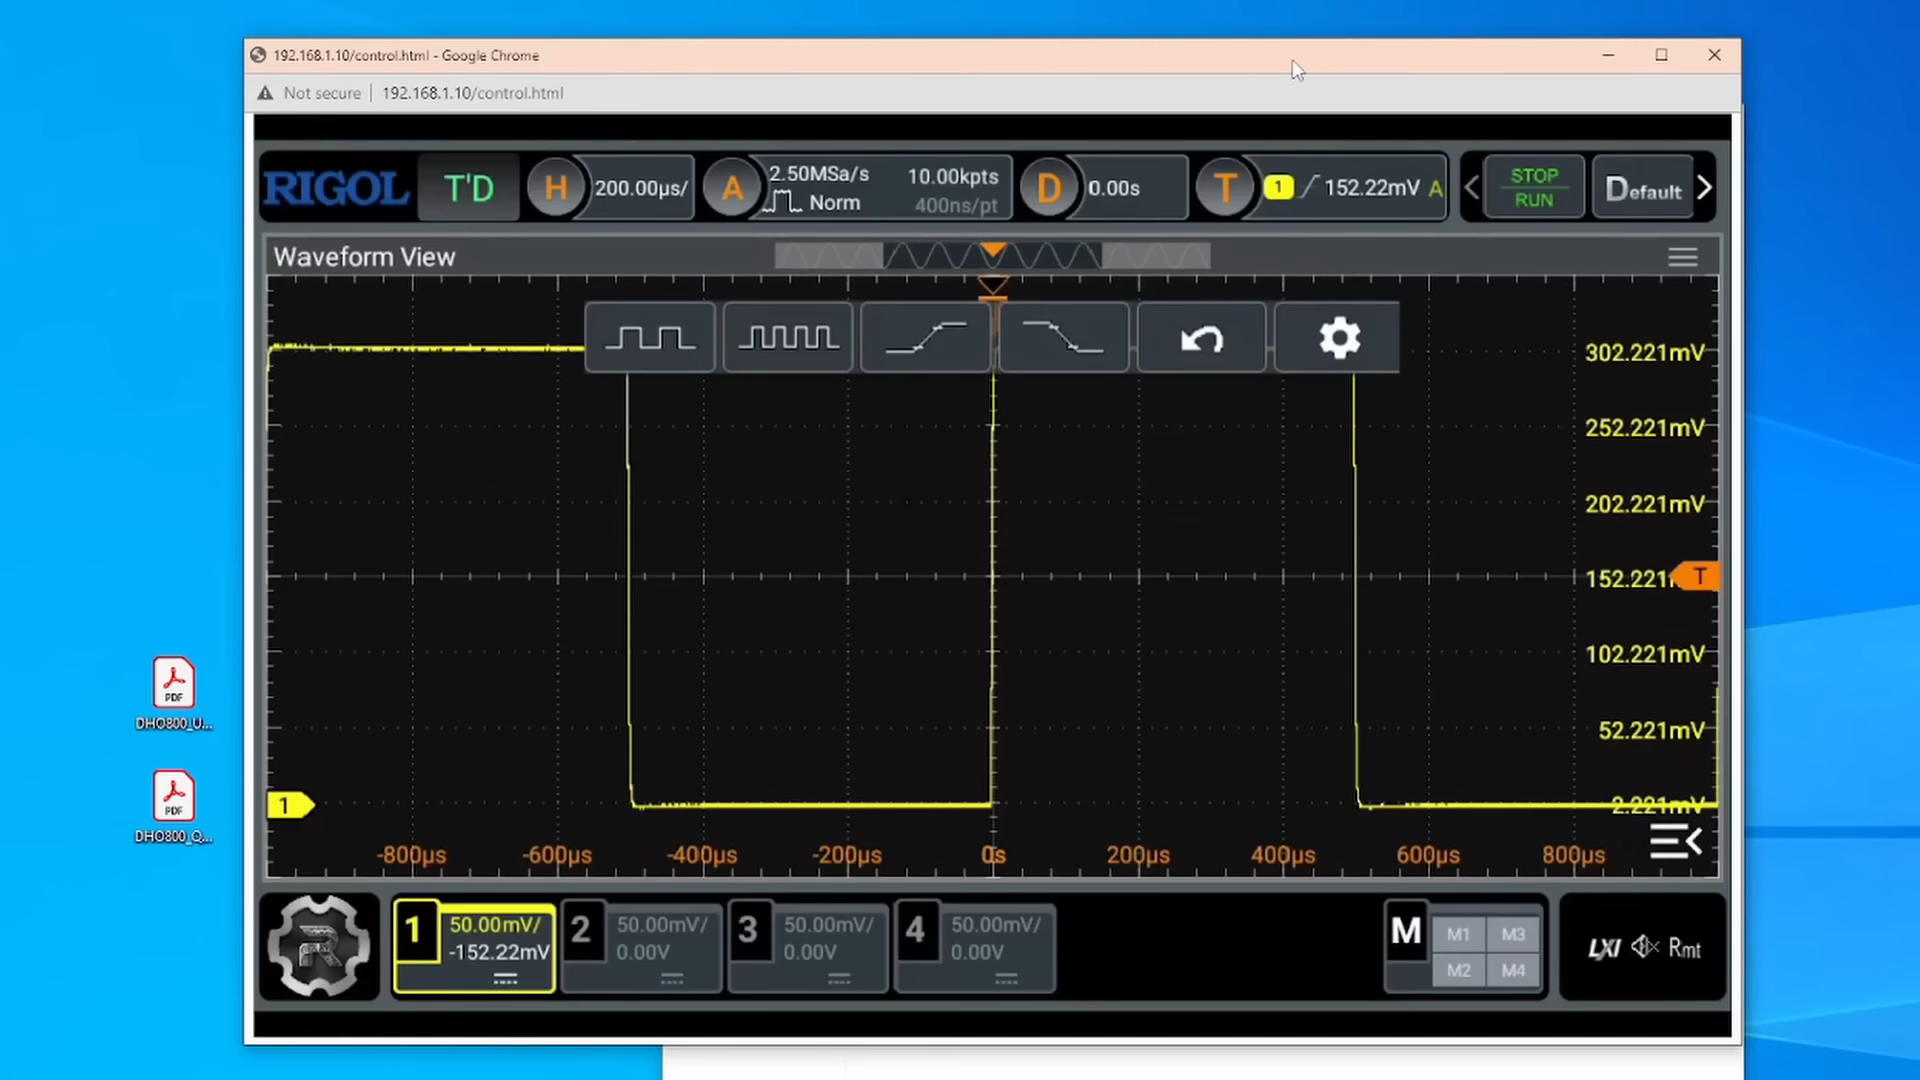 192.168.1.10/control.html - Google Chrome
Not secure | 192.168.1.10/control.html
RIGOL T'D H 200.00µs/ A 2.50MSa/s 10.00kpts D 0.00s T 1 152.22mV A STOP Default
Norm 400ns/pt RUN
Waveform View
302.221mV
252.221mV
202.221mV
152.221
T
102.221mV
52.221mV
1
2.221mV
-800µs -600µs -400µs -200µs 0s 200µs 400µs 600µs 800µs
1 50.00mV/ 2 50.00mV/ 3 50.00mV/ 4 50.00mV/ M M1 M3
-152.22mV 0.00V 0.00V 0.00V M2 M4
R
LXI Rmt
PDF
DHO800_U...
PDF
DHO800_Q...